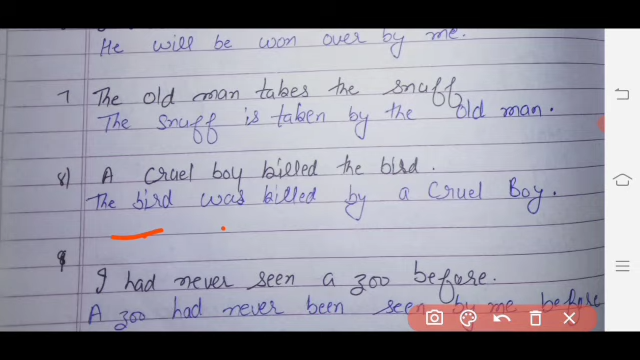 He will be won over by me.
7 The old man takes the snuff
The snuff is taken by the old man.
8) A cruel boy killed the bird.
The bird was killed by a cruel Boy.
9 I had never seen a zoo before.
A zoo had never been seen by me before